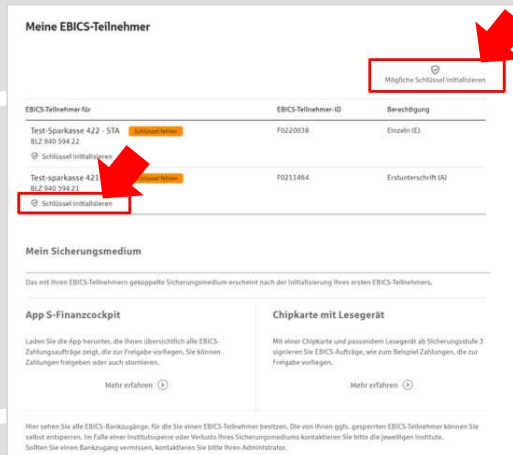 Meine EBICS-Teilnehmer
Mögliche Schlüssel initialisieren
EBICS-Teilnehmer für EBICS-Teilnehmer-ID Berechtigung
Test-Sparkasse 422 - STA Schlüssel fehlen F0220038 Einzeln (E)
BLZ 940 594 22
Schlüssel initialisieren
Test-sparkasse 421 Schlüssel fehlen F0211464 Erstunterschrift (A)
BLZ 940 594 21
Schlüssel initialisieren
Mein Sicherungsmedium
Das mit Ihren EBICS-Teilnehmern gekoppelte Sicherungsmedium erscheint nach der Initialisierung Ihres ersten EBICS-Teilnehmers.
App S-Finanzcockpit
Laden Sie die App herunter, die Ihnen übersichtlich alle EBICS-
Zahlungsaufträge zeigt, die zur Freigabe vorliegen. Sie können
Zahlungen freigeben oder auch stornieren.
Mehr erfahren
Chipkarte mit Lesegerät
Mit einer Chipkarte und passendem Lesegerät ab Sicherungsstufe 3
signieren Sie EBICS-Aufträge, wie zum Beispiel Zahlungen, die zur
Freigabe vorliegen.
Mehr erfahren
Hier sehen Sie alle EBICS-Bankzugänge, für die Sie einen EBICS-Teilnehmer besitzen. Die von Ihnen ggfs. gesperrten EBICS-Teilnehmer können Sie
selbst entsperren. Im Falle einer Institutssperre oder Verlusts Ihres Sicherungsmediums kontaktieren Sie bitte die jeweiligen Institute.
Sollten Sie einen Bankzugang vermissen, kontaktieren Sie bitte Ihren Administrator.